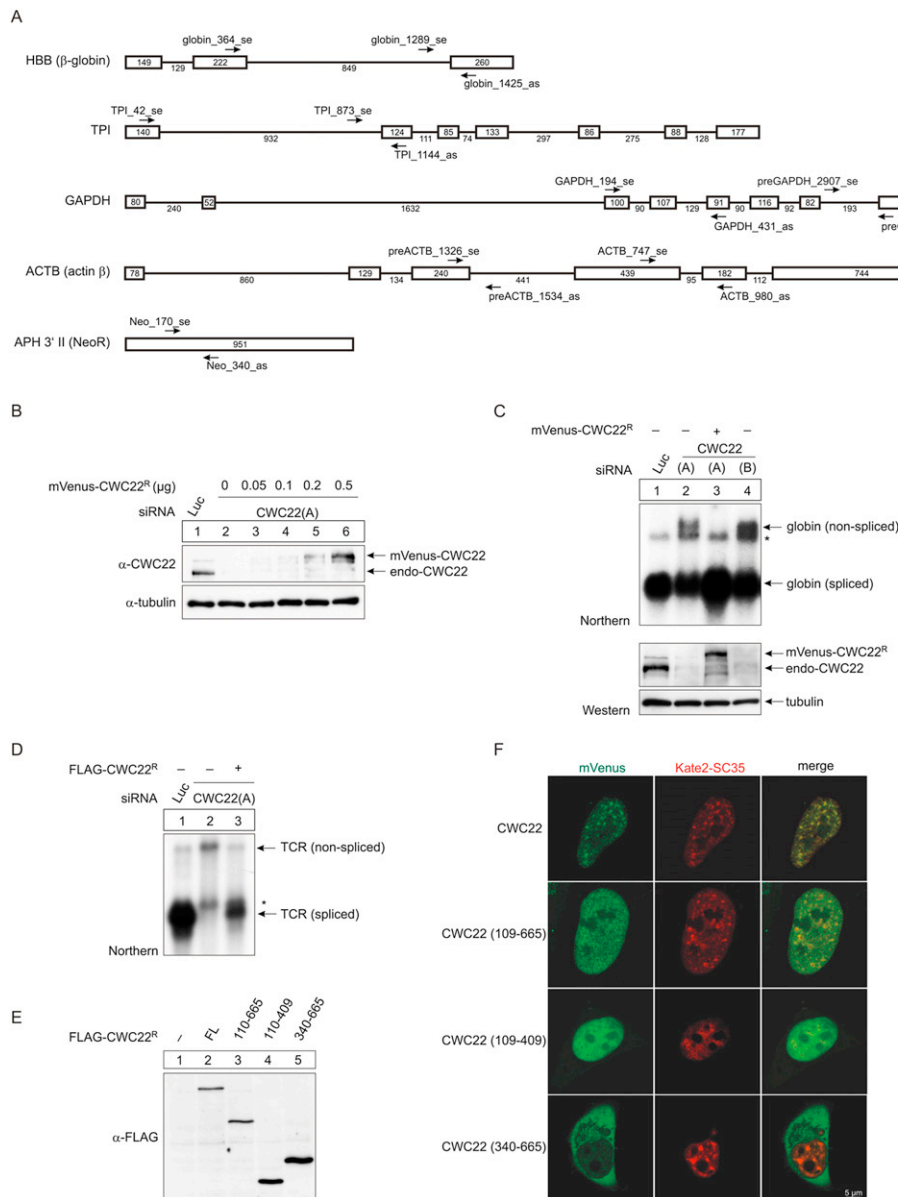 A
globin_364_se globin_1289_se
HBB (β-globin) 149 129 222 849 260
globin_1425_as
TPI_42_se TPI_873_se
TPI 140 932 124 111 85 74 133 297 86 275 88 128 177
TPI_1144_as
GAPDH_194_se preGAPDH_2907_se
GAPDH 80 240 52 1632 100 90 107 129 91 90 116 92 82 193
GAPDH_431_as
preACTB_1326_se ACTB_747_se
ACTB (actin β) 78 860 129 134 240 441 439 95 182 112 744
preACTB_1534_as ACTB_980_as
Neo_170_se
APH 3' II (NeoR) 951
Neo_340_as
B
mVenus-CWC22R (µg) 0 0.05 0.1 0.2 0.5
siRNA Luc CWC22(A)
1 2 3 4 5 6
α-CWC22
mVenus-CWC22
endo-CWC22
α-tubulin
C
mVenus-CWC22R – – + –
CWC22
siRNA Luc (A) (A) (B)
1 2 3 4
globin (non-spliced)
*
globin (spliced)
Northern
mVenus-CWC22R
endo-CWC22
tubulin
Western
D
FLAG-CWC22R – – +
siRNA Luc CWC22(A)
1 2 3
TCR (non-spliced)
*
TCR (spliced)
Northern
E
FLAG-CWC22R / FL 110-665 110-409 340-665
1 2 3 4 5
α-FLAG
F
mVenus Kate2-SC35 merge
CWC22
CWC22 (109-665)
CWC22 (109-409)
CWC22 (340-665)
5 µm